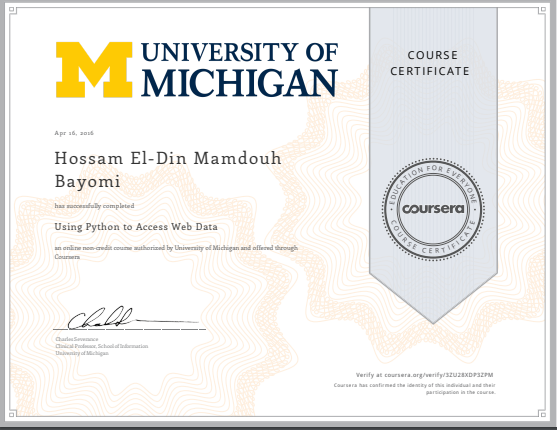 UNIVERSITY OF
MICHIGAN
COURSE
CERTIFICATE
Apr 16, 2016
Hossam El-Din Mamdouh
Bayomi
has successfully completed
Using Python to Access Web Data
an online non-credit course authorized by University of Michigan and offered through
Coursera
EDUCATION FOR EVERYONE
coursera
COURSE CERTIFICATE
Charles Severance
Clinical Professor, School of Information
University of Michigan
Verify at coursera.org/verify/3ZU28XDP3ZPM
Coursera has confirmed the identity of this individual and their
participation in the course.